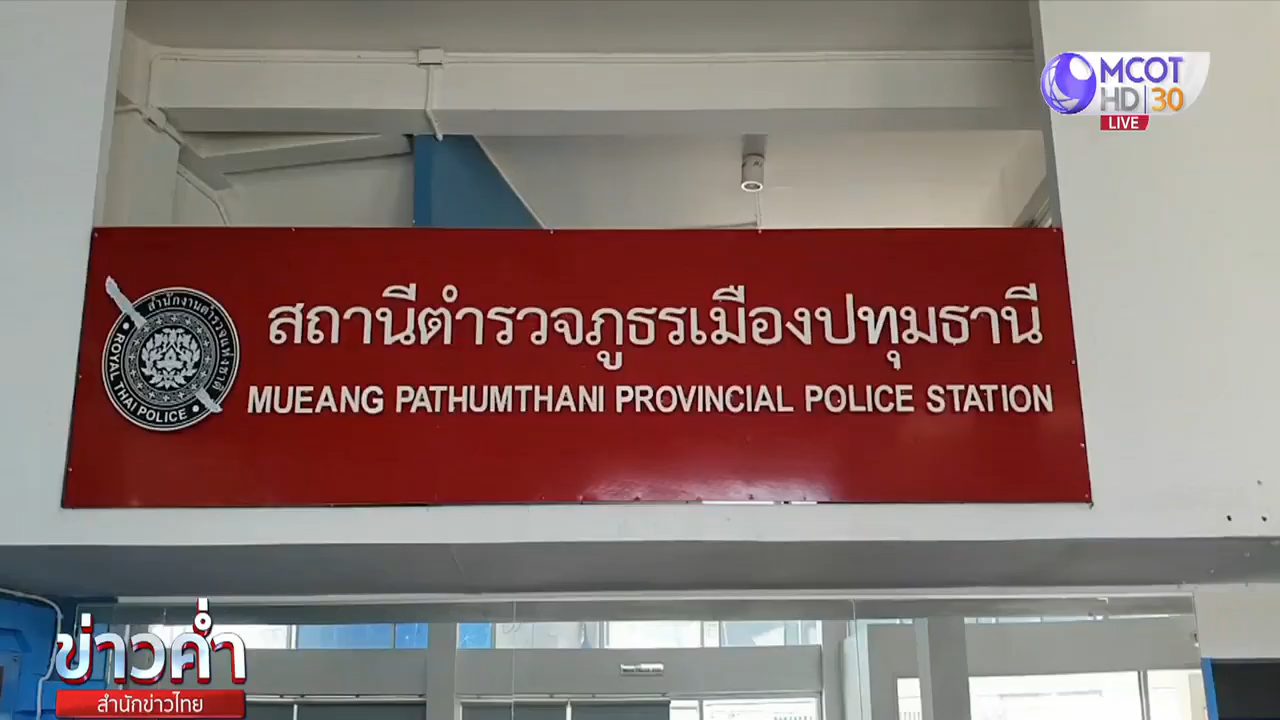 MCOT
HD 30
LIVE
สำนักงานตำรวจแห่งชาติ
ROYAL THAI POLICE
สถานีตำรวจภูธรเมืองปทุมธานี
MUEANG PATHUMTHANI PROVINCIAL POLICE STATION
ข่าวค่ำ
สำนักข่าวไทย